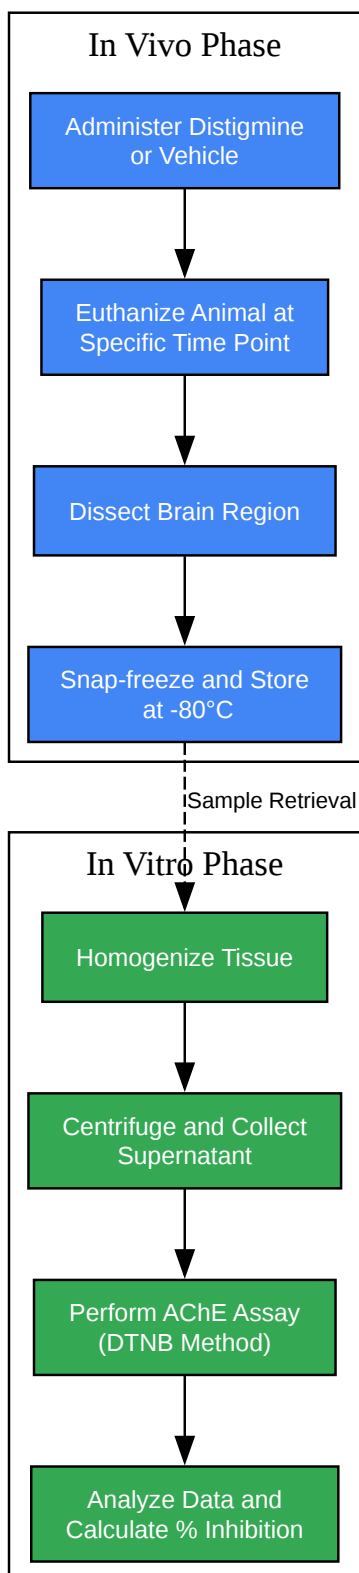 In Vivo Phase
Administer Distigmine
or Vehicle
Euthanize Animal at
Specific Time Point
Dissect Brain Region
Snap-freeze and Store
at -80°C
Sample Retrieval
In Vitro Phase
Homogenize Tissue
Centrifuge and Collect
Supernatant
Perform AChE Assay
(DTNB Method)
Analyze Data and
Calculate % Inhibition